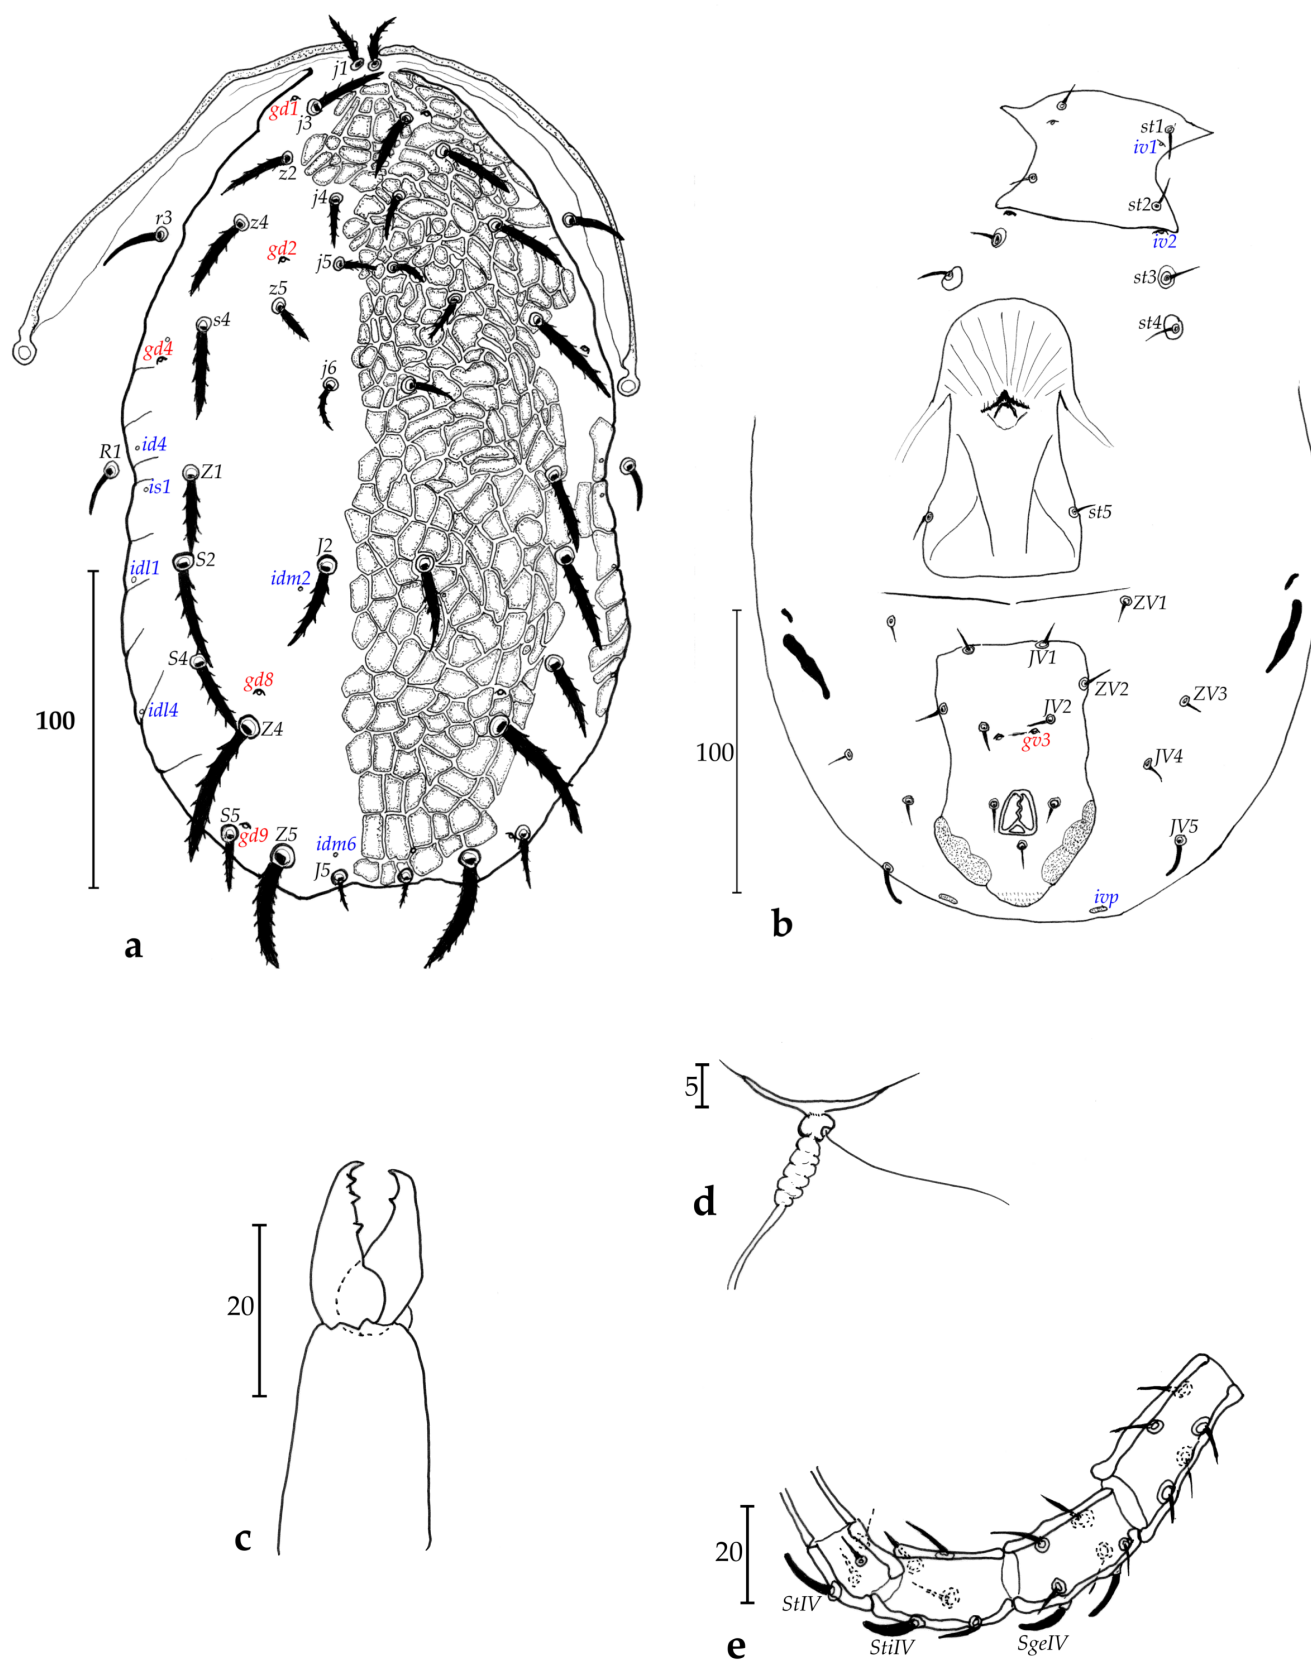 j1
gd1
j3
z2
j4
r3
z4
gd2
j5
z5
s4
gd4
j6
id4
R1
Z1
is1
J2
S2
idl1
idm2
S4
gd8
idl4
Z4
100
S5
gd9
Z5
idm6
J5
a
st1
iv1
st2
iv2
st3
st4
st5
ZV1
JV1
ZV2
ZV3
JV2
gv3
JV4
100
JV5
ivp
b
5
d
20
c
20
StIV
StiIV
SgeIV
e